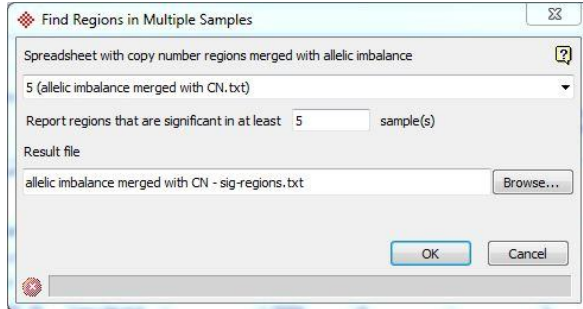 Find Regions in Multiple Samples
Spreadsheet with copy number regions merged with allelic imbalance
?
5 (allelic imbalance merged with CN.txt)
Report regions that are significant in at least 5 sample(s)
Result file
allelic imbalance merged with CN - sig-regions.txt Browse...
OK Cancel